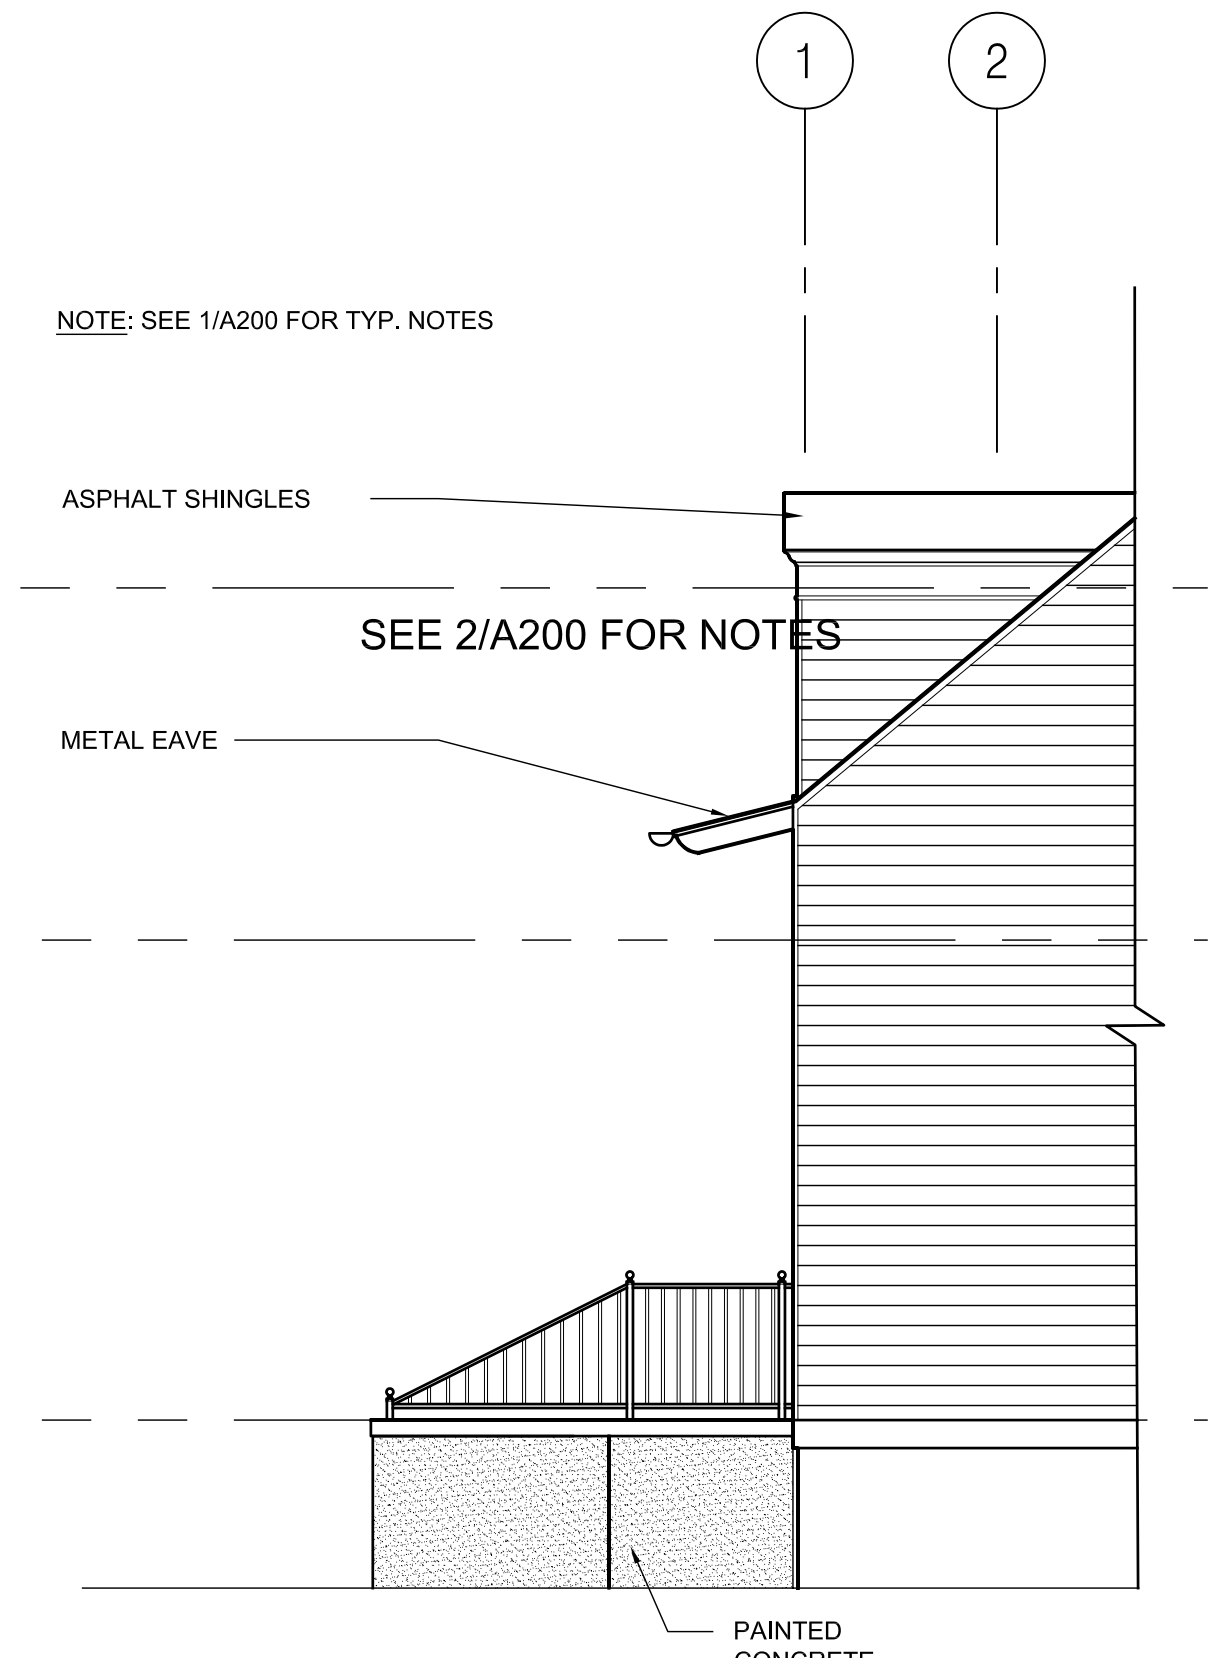 1
2
NOTE: SEE 1/A200 FOR TYP. NOTES
ASPHALT SHINGLES
SEE 2/A200 FOR NOTES
METAL EAVE
PAINTED
CONCRETE